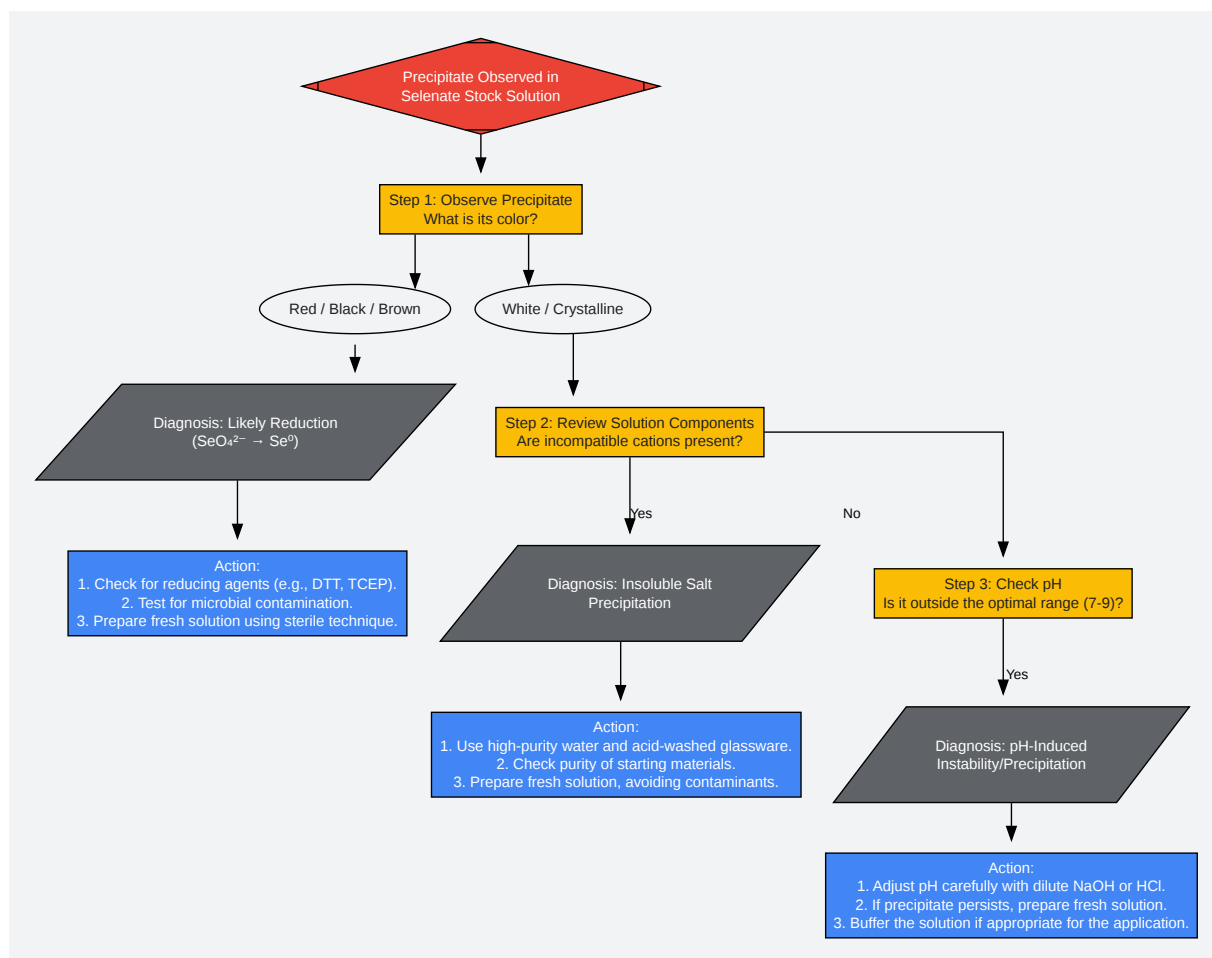 Precipitate Observed in
Selenate Stock Solution
Step 1: Observe Precipitate
What is its color?
Red / Black / Brown
White / Crystalline
Diagnosis: Likely Reduction
(SeO₄²⁻ → Se⁰)
Step 2: Review Solution Components
Are incompatible cations present?
Yes
No
Action:
1. Check for reducing agents (e.g., DTT, TCEP).
2. Test for microbial contamination.
3. Prepare fresh solution using sterile technique.
Diagnosis: Insoluble Salt
Precipitation
Step 3: Check pH
Is it outside the optimal range (7-9)?
Yes
Action:
1. Use high-purity water and acid-washed glassware.
2. Check purity of starting materials.
3. Prepare fresh solution, avoiding contaminants.
Diagnosis: pH-Induced
Instability/Precipitation
Action:
1. Adjust pH carefully with dilute NaOH or HCl.
2. If precipitate persists, prepare fresh solution.
3. Buffer the solution if appropriate for the application.